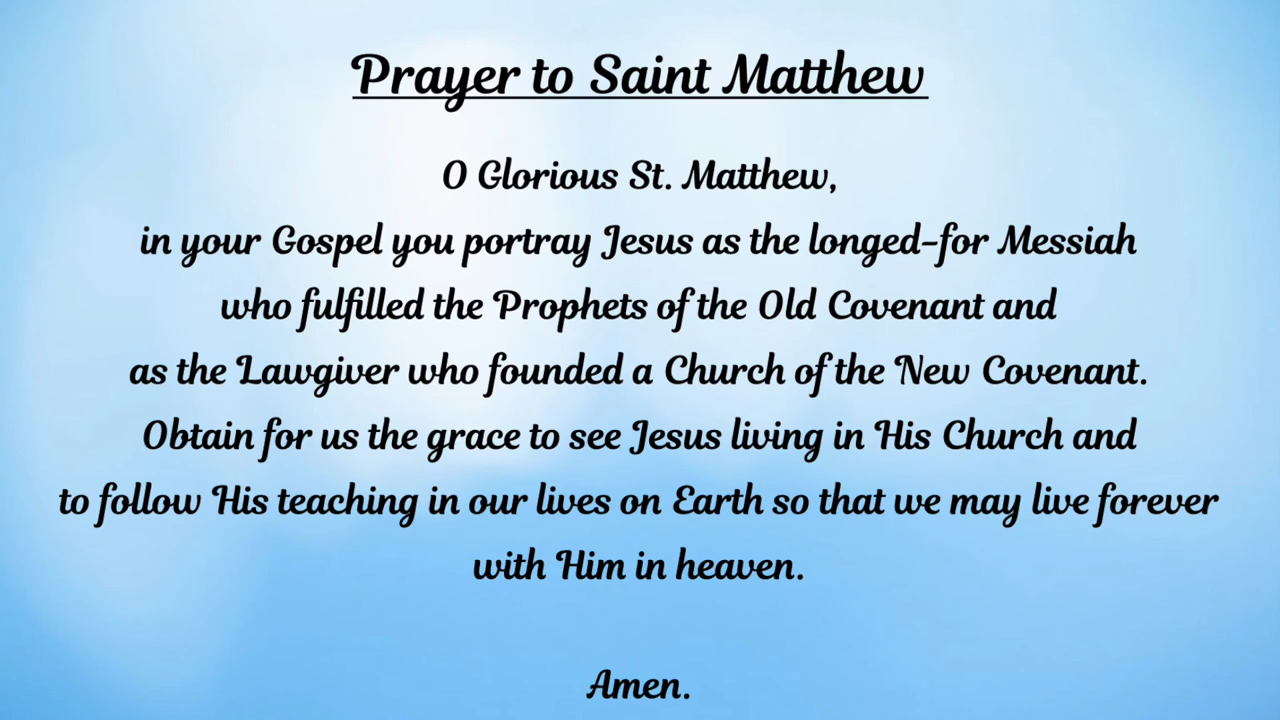 Prayer to Saint Matthew
O Glorious St. Matthew,
in your Gospel you portray Jesus as the longed-for Messiah
who fulfilled the Prophets of the Old Covenant and
as the Lawgiver who founded a Church of the New Covenant.
Obtain for us the grace to see Jesus living in His Church and
to follow His teaching in our lives on Earth so that we may live forever
with Him in heaven.
Amen.